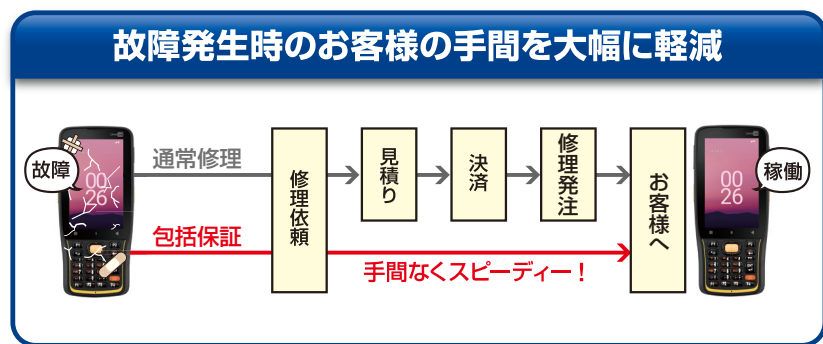 故障発生時のお客様の手間を大幅に軽減
故障
00
26
通常修理
包括保証
修理依頼
見積り
決済
修理発注
お客様へ
手間なくスピーディー！
00
26
稼働